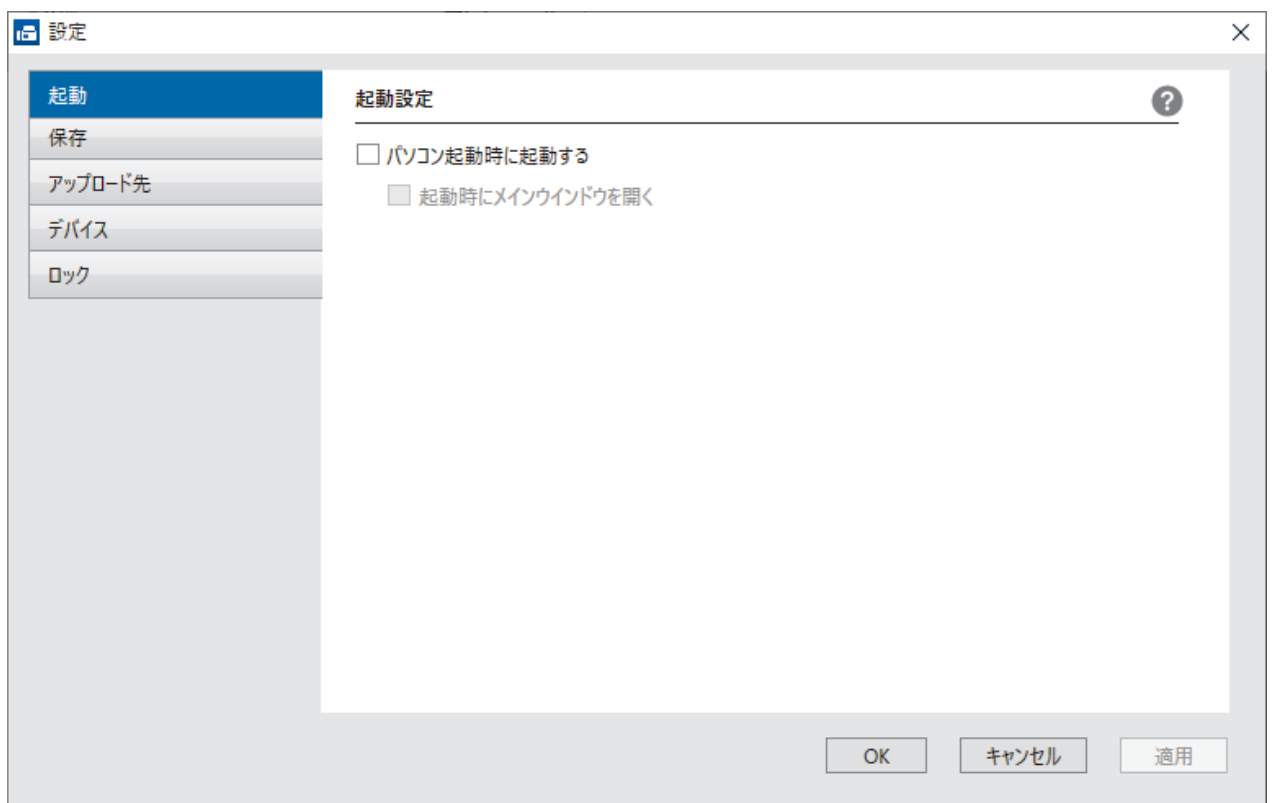 設定
起動
保存
アップロード先
デバイス
ロック
起動設定
?
パソコン起動時に起動する
起動時にメインウインドウを開く
OK
キャンセル
適用